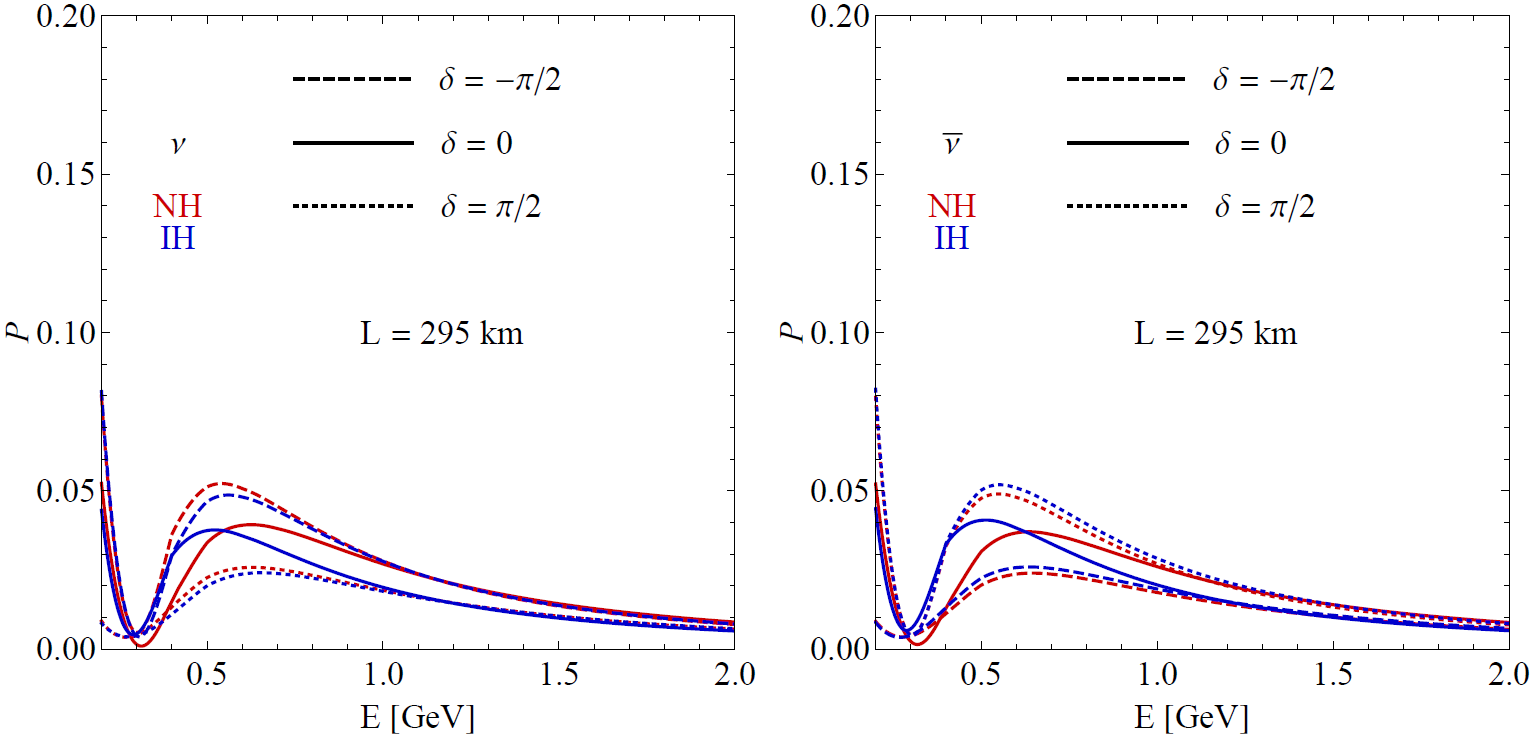 0.20
δ = −π/2
ν
δ = 0
0.15
NH
δ = π/2
IH
P
0.10
L = 295 km
0.05
0.00
0.5
1.0
1.5
2.0
E [GeV]
0.20
δ = −π/2
ν̅
δ = 0
0.15
NH
δ = π/2
IH
P
0.10
L = 295 km
0.05
0.00
0.5
1.0
1.5
2.0
E [GeV]